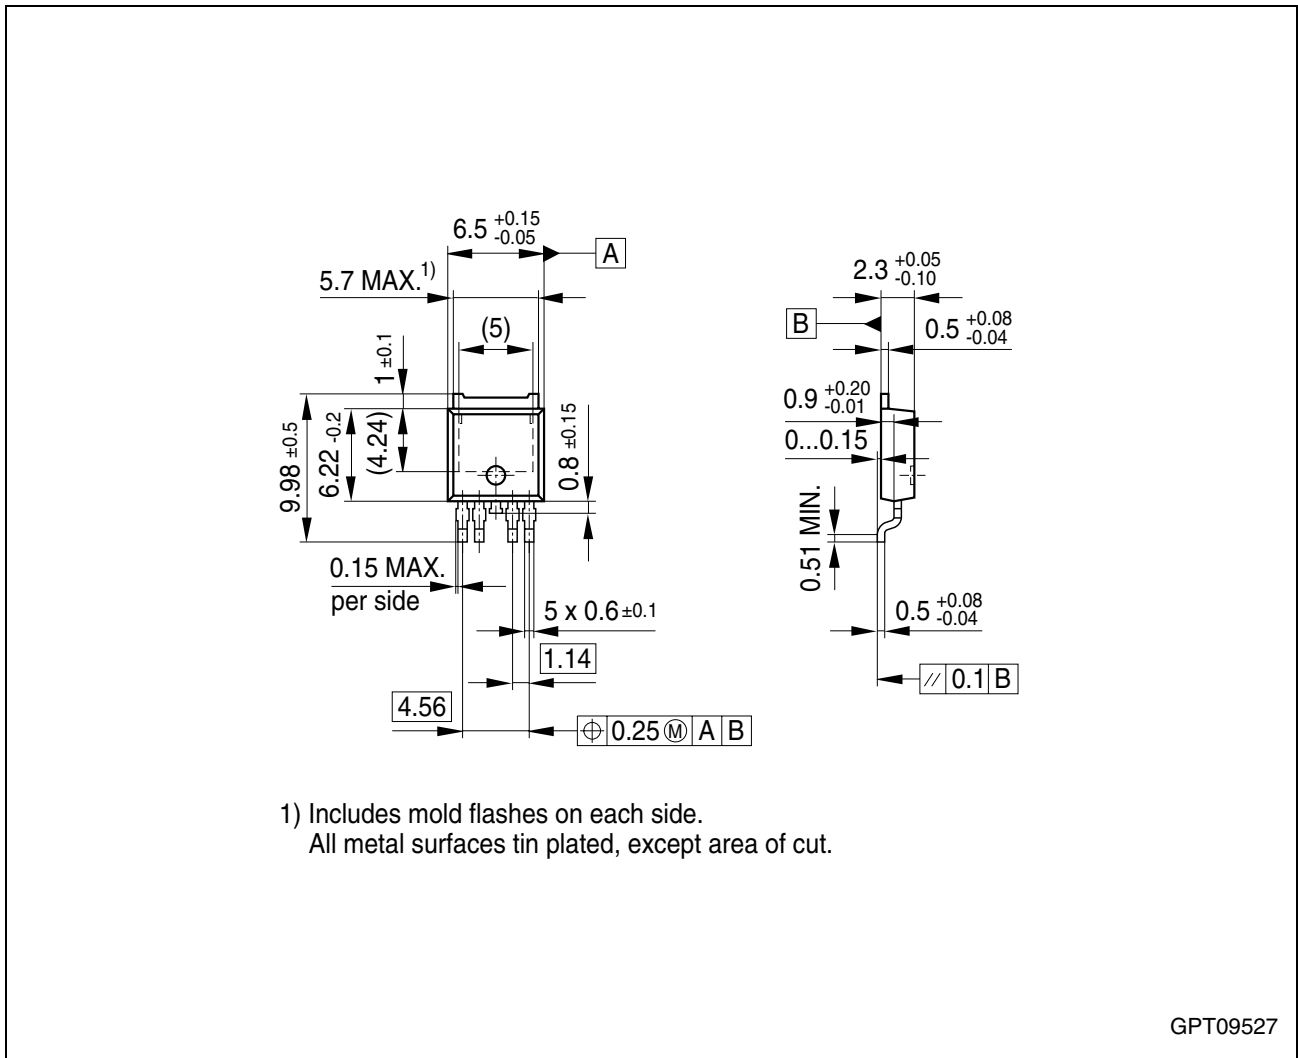 6.5 +0.15 -0.05
A
5.7 MAX. 1)
(5)
1 ±0.1
9.98 ±0.5
6.22 -0.2
(4.24)
0.8 ±0.15
0.15 MAX.
per side
5 x 0.6 ±0.1
1.14
4.56
⌖ 0.25 Ⓜ A B
2.3 +0.05 -0.10
B
0.5 +0.08 -0.04
0.9 +0.20 -0.01
0...0.15
0.51 MIN.
0.5 +0.08 -0.04
// 0.1 B
1) Includes mold flashes on each side.
All metal surfaces tin plated, except area of cut.
GPT09527